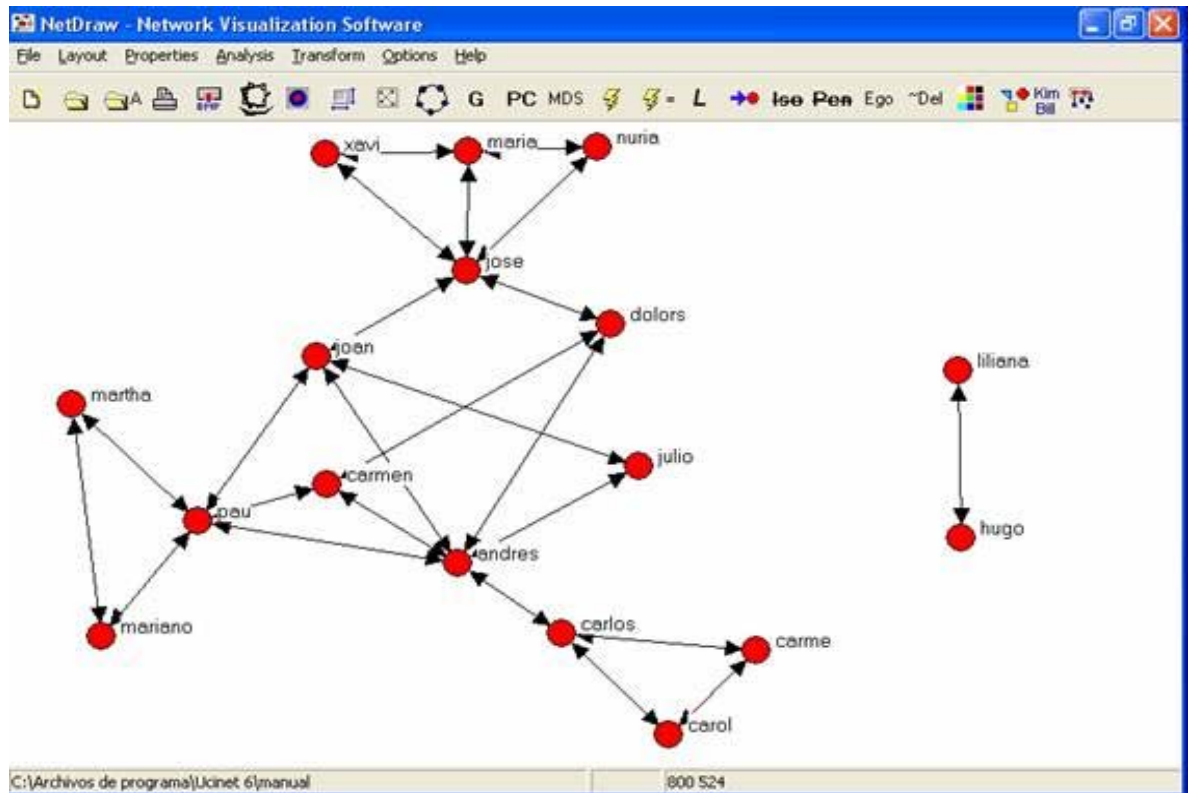 NetDraw - Network Visualization Software
File Layout Properties Analysis Transform Options Help
A BMP G PC MDS = L Iso Pen Ego ~Del Kim Bill
xavi
maria
nuria
jose
dolors
joan
liliana
martha
julio
carmen
pau
hugo
andres
carlos
mariano
carme
carol
C:\Archivos de programa\Ucinet 6\manual 800 524